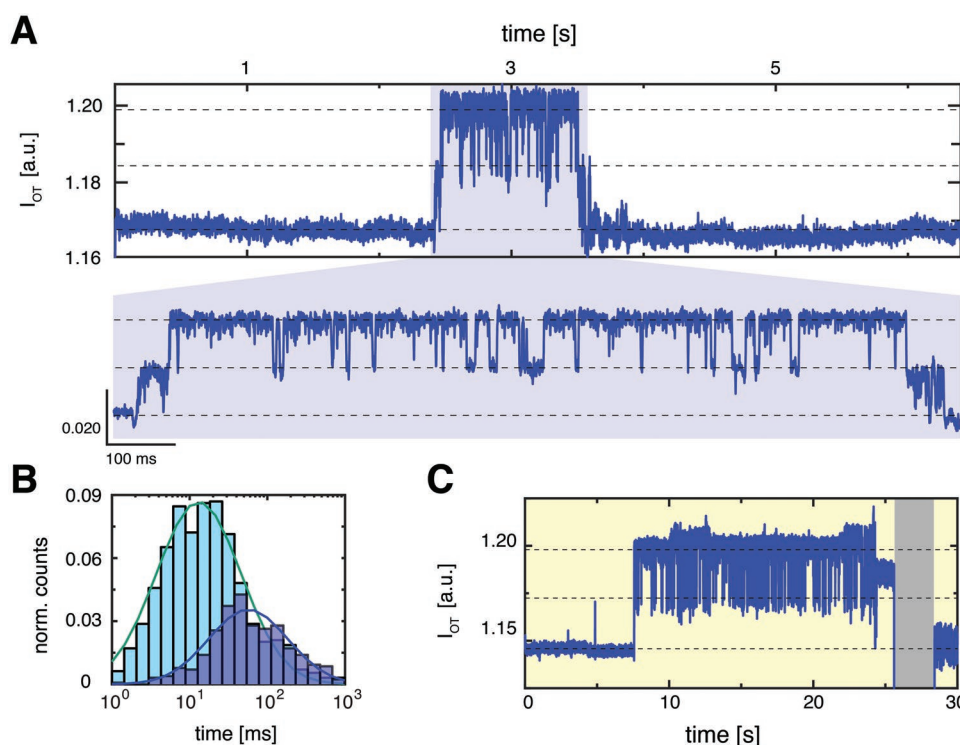 A
time [s]
1 3 5
1.20
1.18
1.16
I_OT [a.u.]
0.020
100 ms
B
0.09
0.06
0.03
0
norm. counts
10^0 10^1 10^2 10^3
time [ms]
C
1.20
1.15
I_OT [a.u.]
0 10 20 30
time [s]